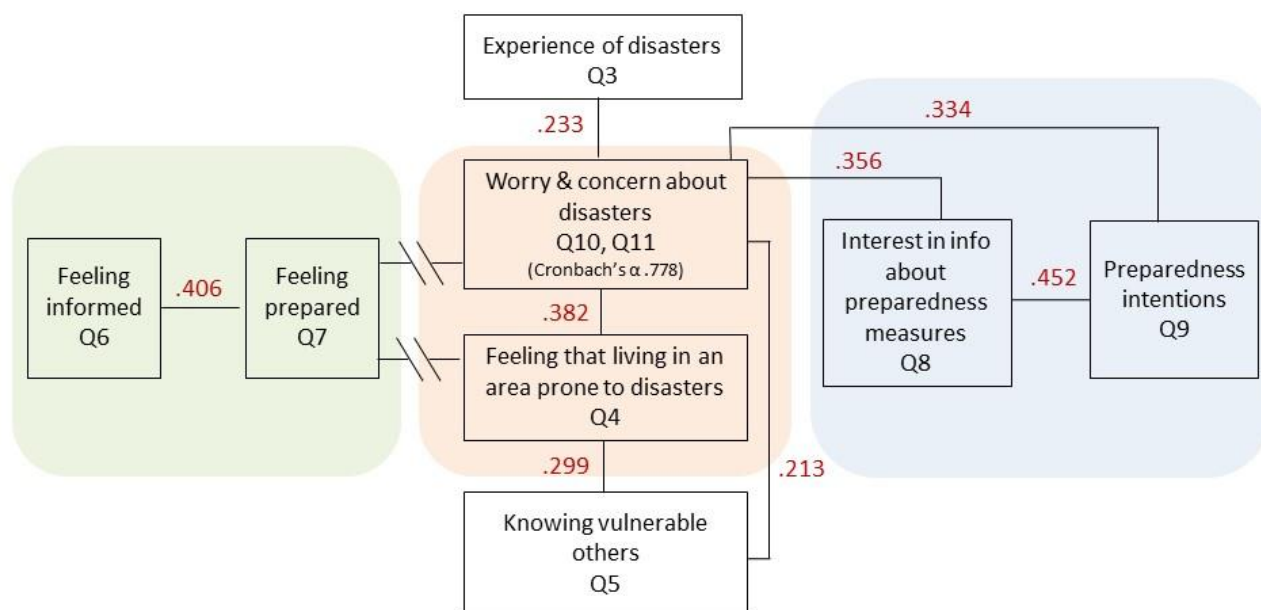 Experience of disasters
Q3
.233
.334
.356
Worry & concern about
disasters
Q10, Q11
(Cronbach's α .778)
Feeling
informed
Q6
.406
Feeling
prepared
Q7
.382
Feeling that living in an
area prone to disasters
Q4
.299
.213
Knowing vulnerable
others
Q5
Interest in info
about
preparedness
measures
Q8
.452
Preparedness
intentions
Q9